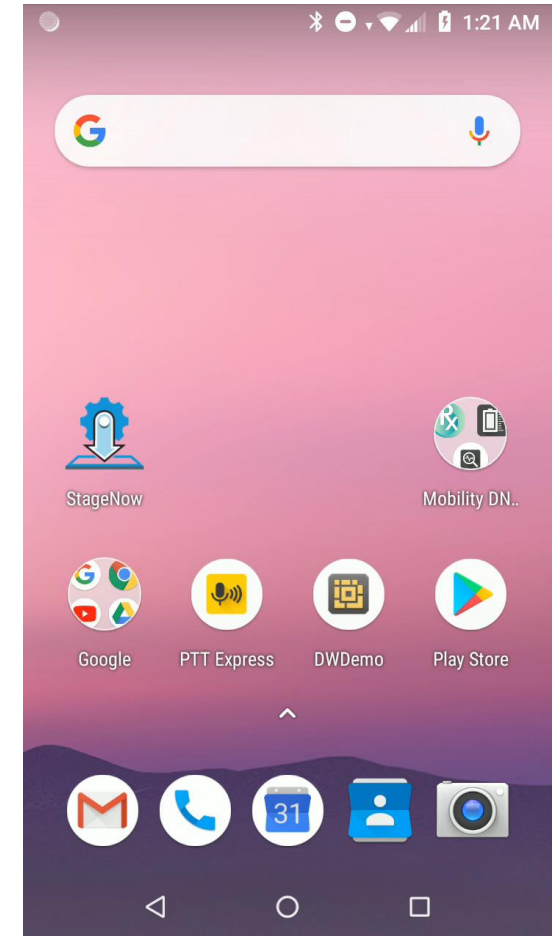 1:21 AM
StageNow
Mobility DN..
Google
PTT Express
DWDemo
Play Store
31